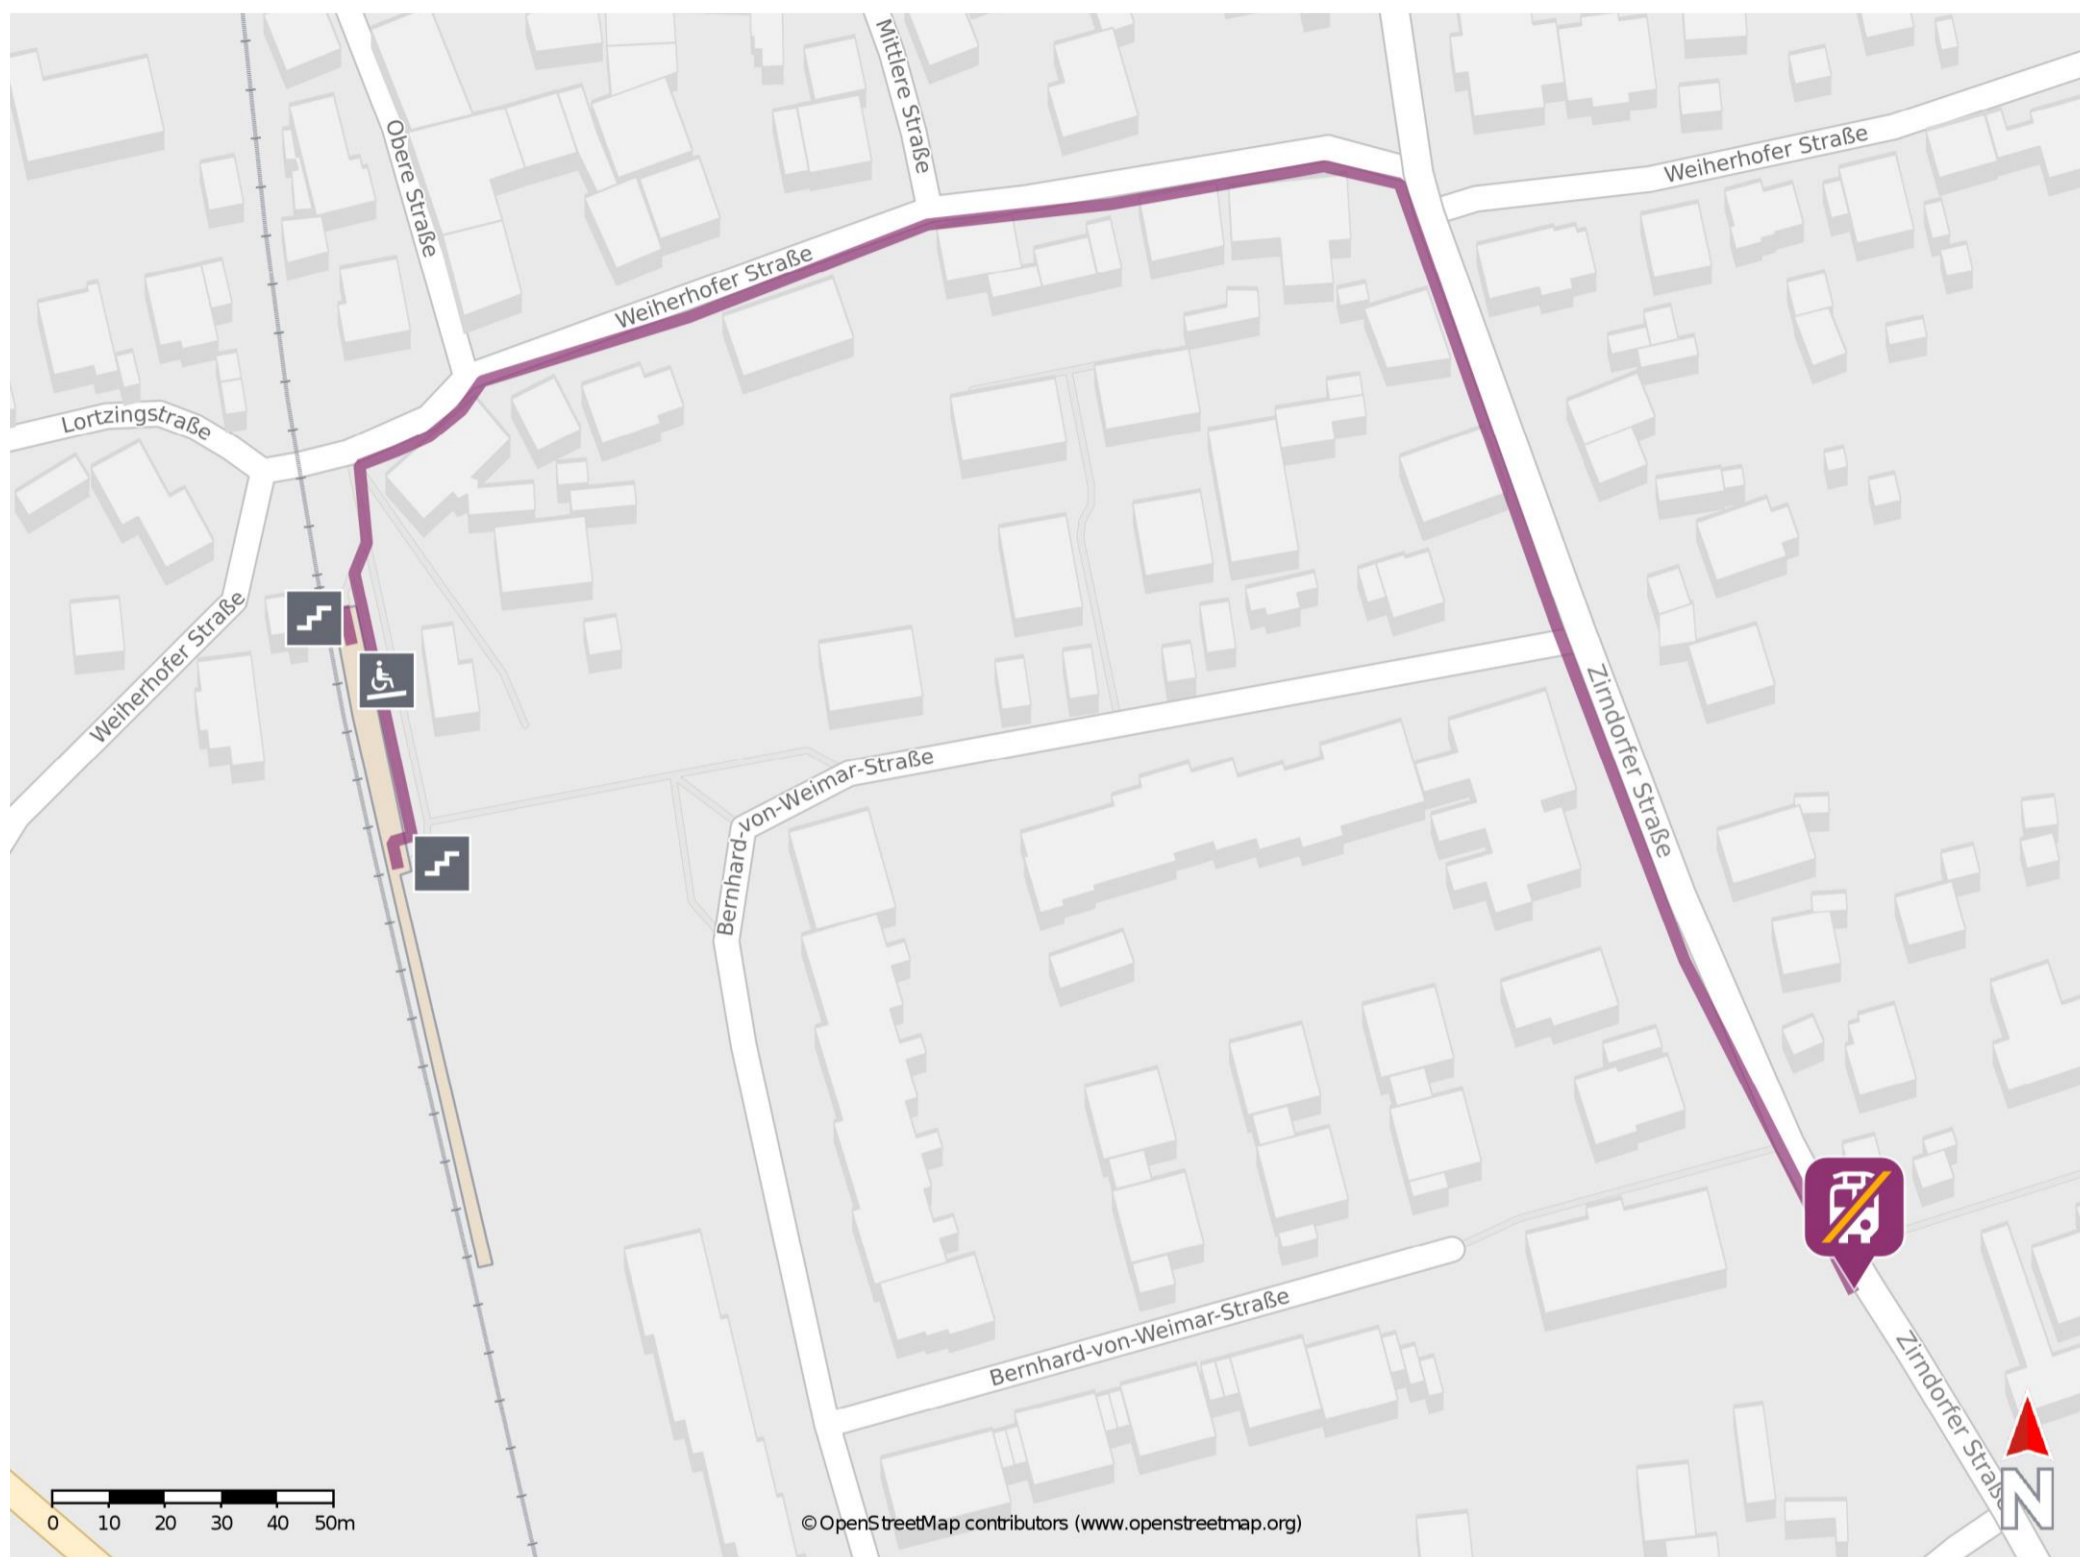 Mittlere Straße
Obere Straße
Weiherhofer Straße
Weiherhofer Straße
Lortzingstraße
Weiherhofer Straße
Zirndorfer Straße
Bernhard-von-Weimar-Straße
Bernhard-von-Weimar-Straße
Zirndorfer Straße
N
0 10 20 30 40 50m
© OpenStreetMap contributors (www.openstreetmap.org)